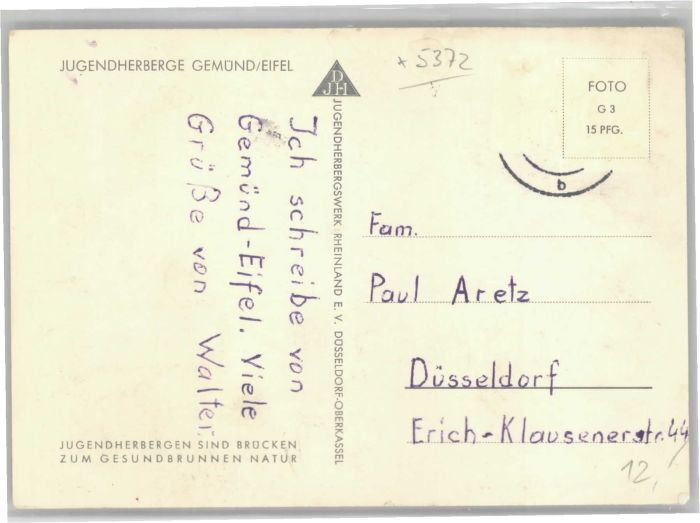 JUGENDHERBERGE GEMÜND/EIFEL
Ich schreibe von
Gemünd-Eifel. Viele
Grüße von Walter.
JUGENDHERBERGEN SIND BRÜCKEN
ZUM GESUNDBRUNNEN NATUR
D
JH
JUGENDHERBERGSWERK RHEINLAND E. V. DÜSSELDORF-OBERKASSEL
x 5372
FOTO
G 3
15 PFG.
b
Fam.
Paul Aretz
Düsseldorf
Erich-Klausenerstr. 44
12,